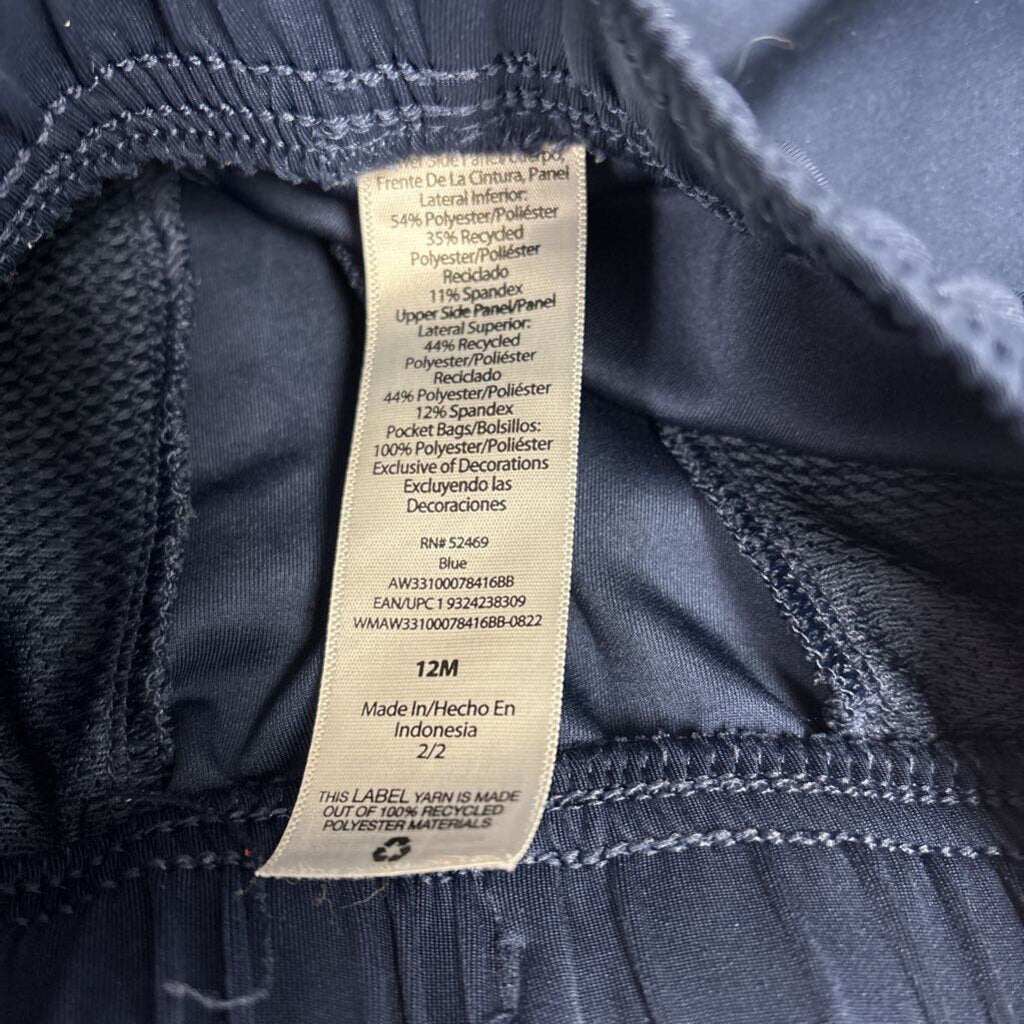 Side Panel/Cuerpo,
Frente De La Cintura, Panel
Lateral Inferior:
54% Polyester/Poliéster
35% Recycled
Polyester/Poliéster
Reciclado
11% Spandex
Upper Side Panel/Panel
Lateral Superior:
44% Recycled
Polyester/Poliéster
Reciclado
44% Polyester/Poliéster
12% Spandex
Pocket Bags/Bolsillos:
100% Polyester/Poliéster
Exclusive of Decorations
Excluyendo las
Decoraciones
RN# 52469
Blue
AW33100078416BB
EAN/UPC 1 9324238309
WMAW33100078416BB-0822
12M
Made In/Hecho En
Indonesia
2/2
THIS LABEL YARN IS MADE
OUT OF 100% RECYCLED
POLYESTER MATERIALS